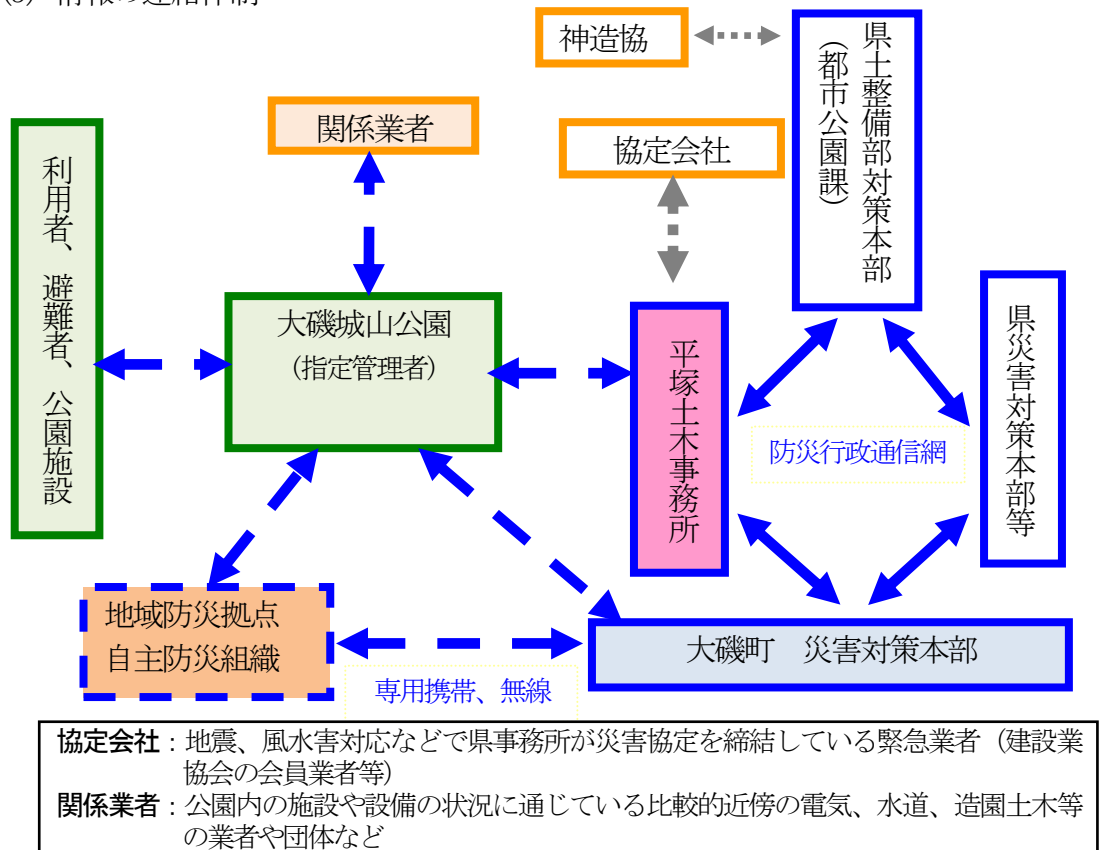 (3) 情報の連絡体制
神造協
県土整備部対策本部
（都市公園課）
関係業者
協定会社
利用者、避難者、公園施設
大磯城山公園
（指定管理者）
平塚土木事務所
県災害対策本部等
防災行政通信網
地域防災拠点
自主防災組織
大磯町　災害対策本部
専用携帯、無線
協定会社：地震、風水害対応などで県事務所が災害協定を締結している緊急業者（建設業
協会の会員業者等）
関係業者：公園内の施設や設備の状況に通じている比較的近傍の電気、水道、造園土木等
の業者や団体など